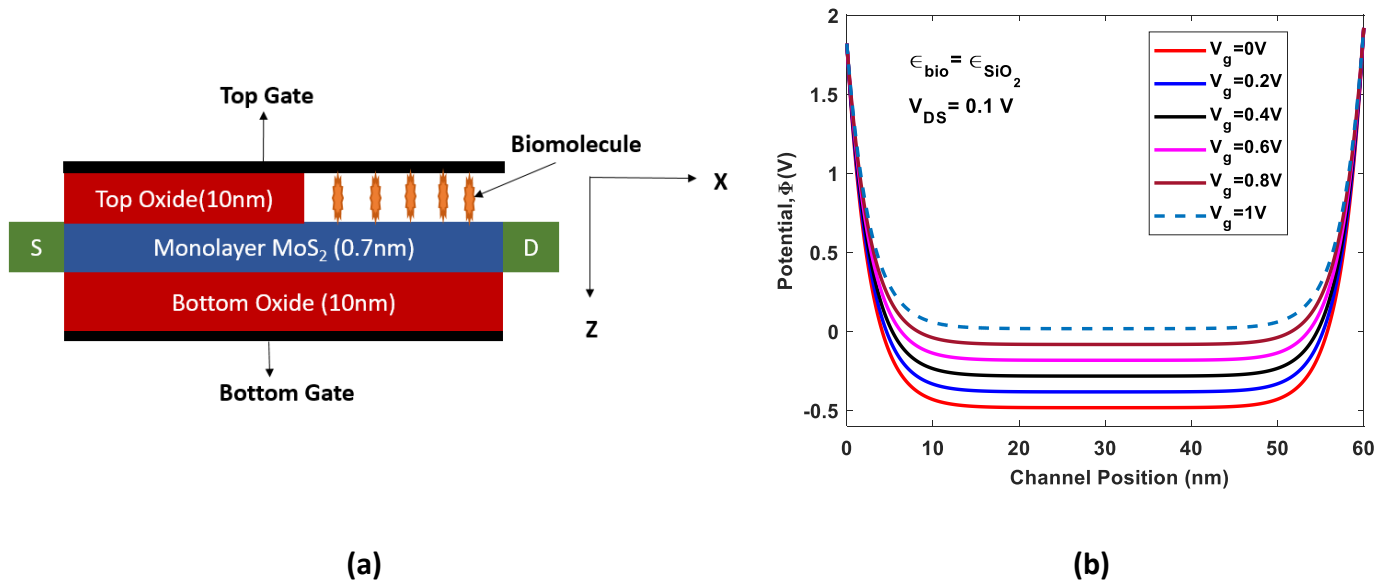 Top Gate
Biomolecule
X
Top Oxide(10nm)
S
Monolayer MoS₂ (0.7nm)
D
Bottom Oxide (10nm)
Z
Bottom Gate
(a)
2
1.5
1
0.5
0
-0.5
Potential,Φ(V)
ϵbio= ϵSiO₂
VDS= 0.1 V
Vg=0V
Vg=0.2V
Vg=0.4V
Vg=0.6V
Vg=0.8V
Vg=1V
0 10 20 30 40 50 60
Channel Position (nm)
(b)